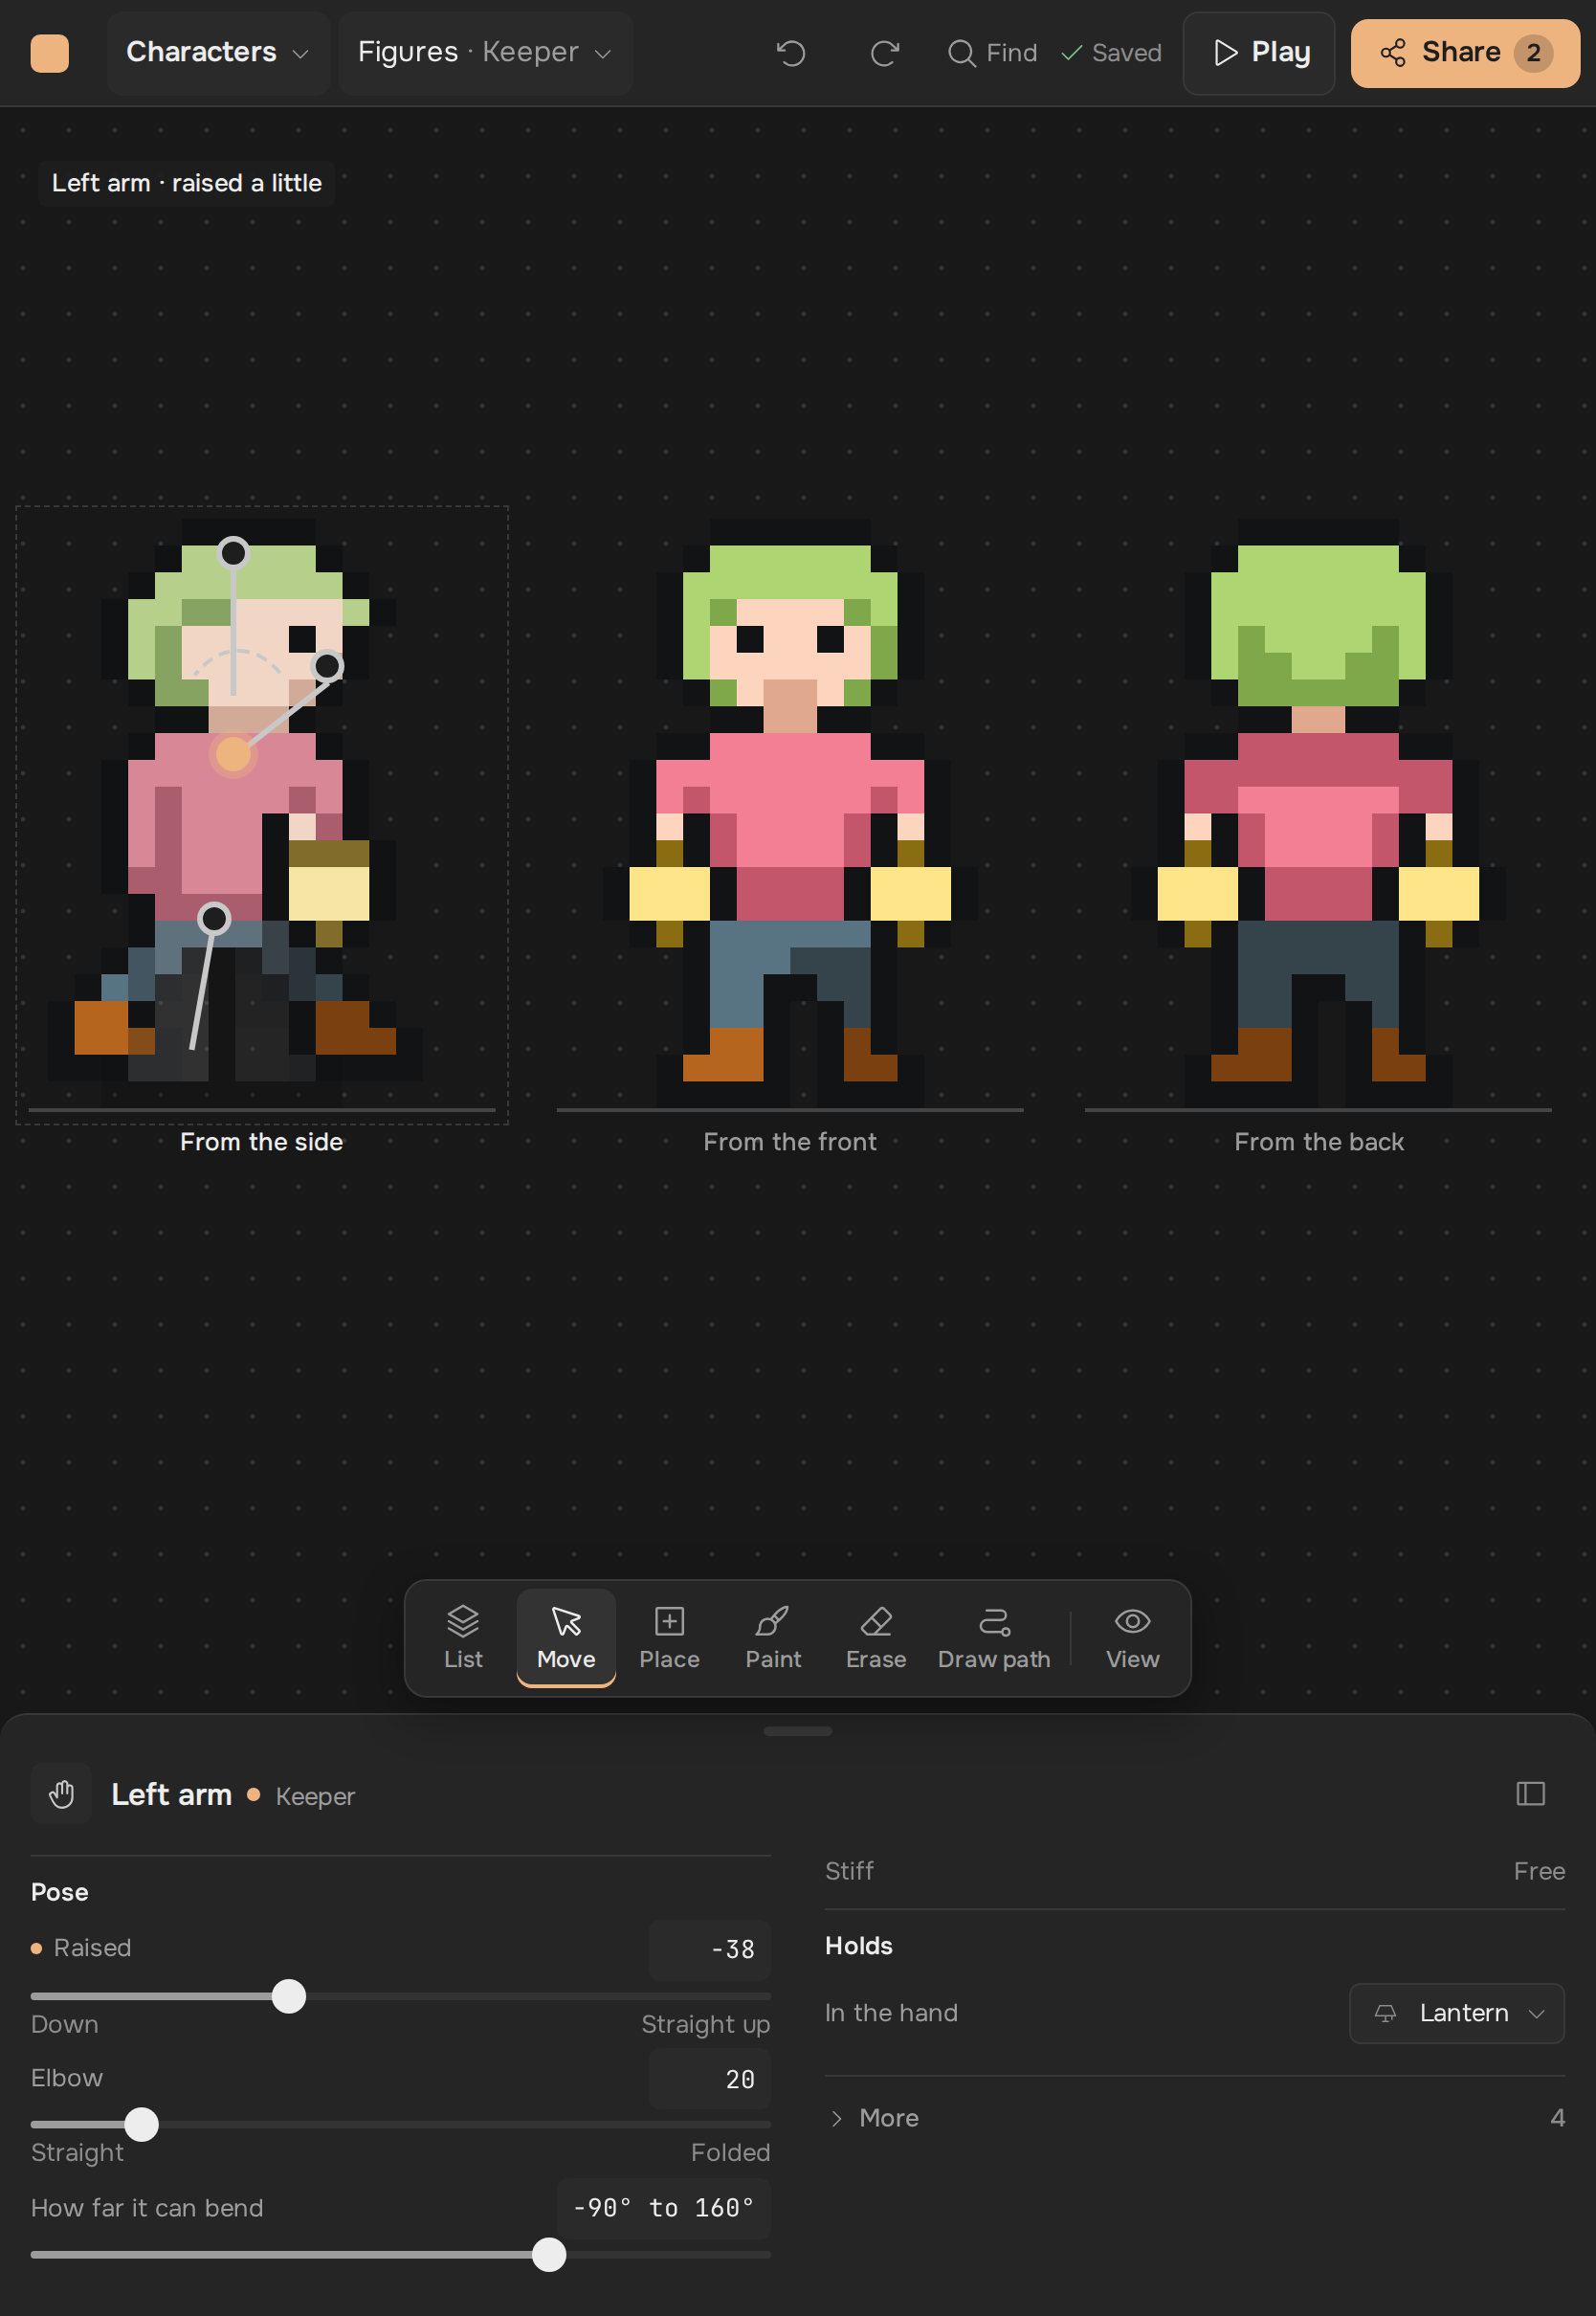 Characters
Figures · Keeper
Find
Saved
Play
Share 2
Left arm · raised a little
From the side
From the front
From the back
List
Move
Place
Paint
Erase
Draw path
View
Left arm
Keeper
Pose
Raised
-38
Down
Straight up
Elbow
20
Straight
Folded
How far it can bend
-90° to 160°
Stiff
Free
Holds
In the hand
Lantern
More
4